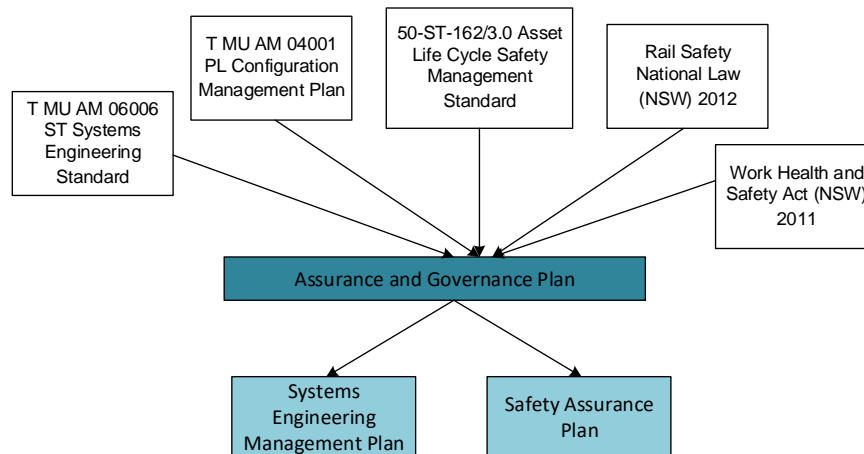 T MU AM 06006
ST Systems
Engineering
Standard
T MU AM 04001
PL Configuration
Management Plan
50-ST-162/3.0 Asset
Life Cycle Safety
Management
Standard
Rail Safety
National Law
(NSW) 2012
Work Health and
Safety Act (NSW)
2011
Assurance and Governance Plan
Systems
Engineering
Management Plan
Safety Assurance
Plan